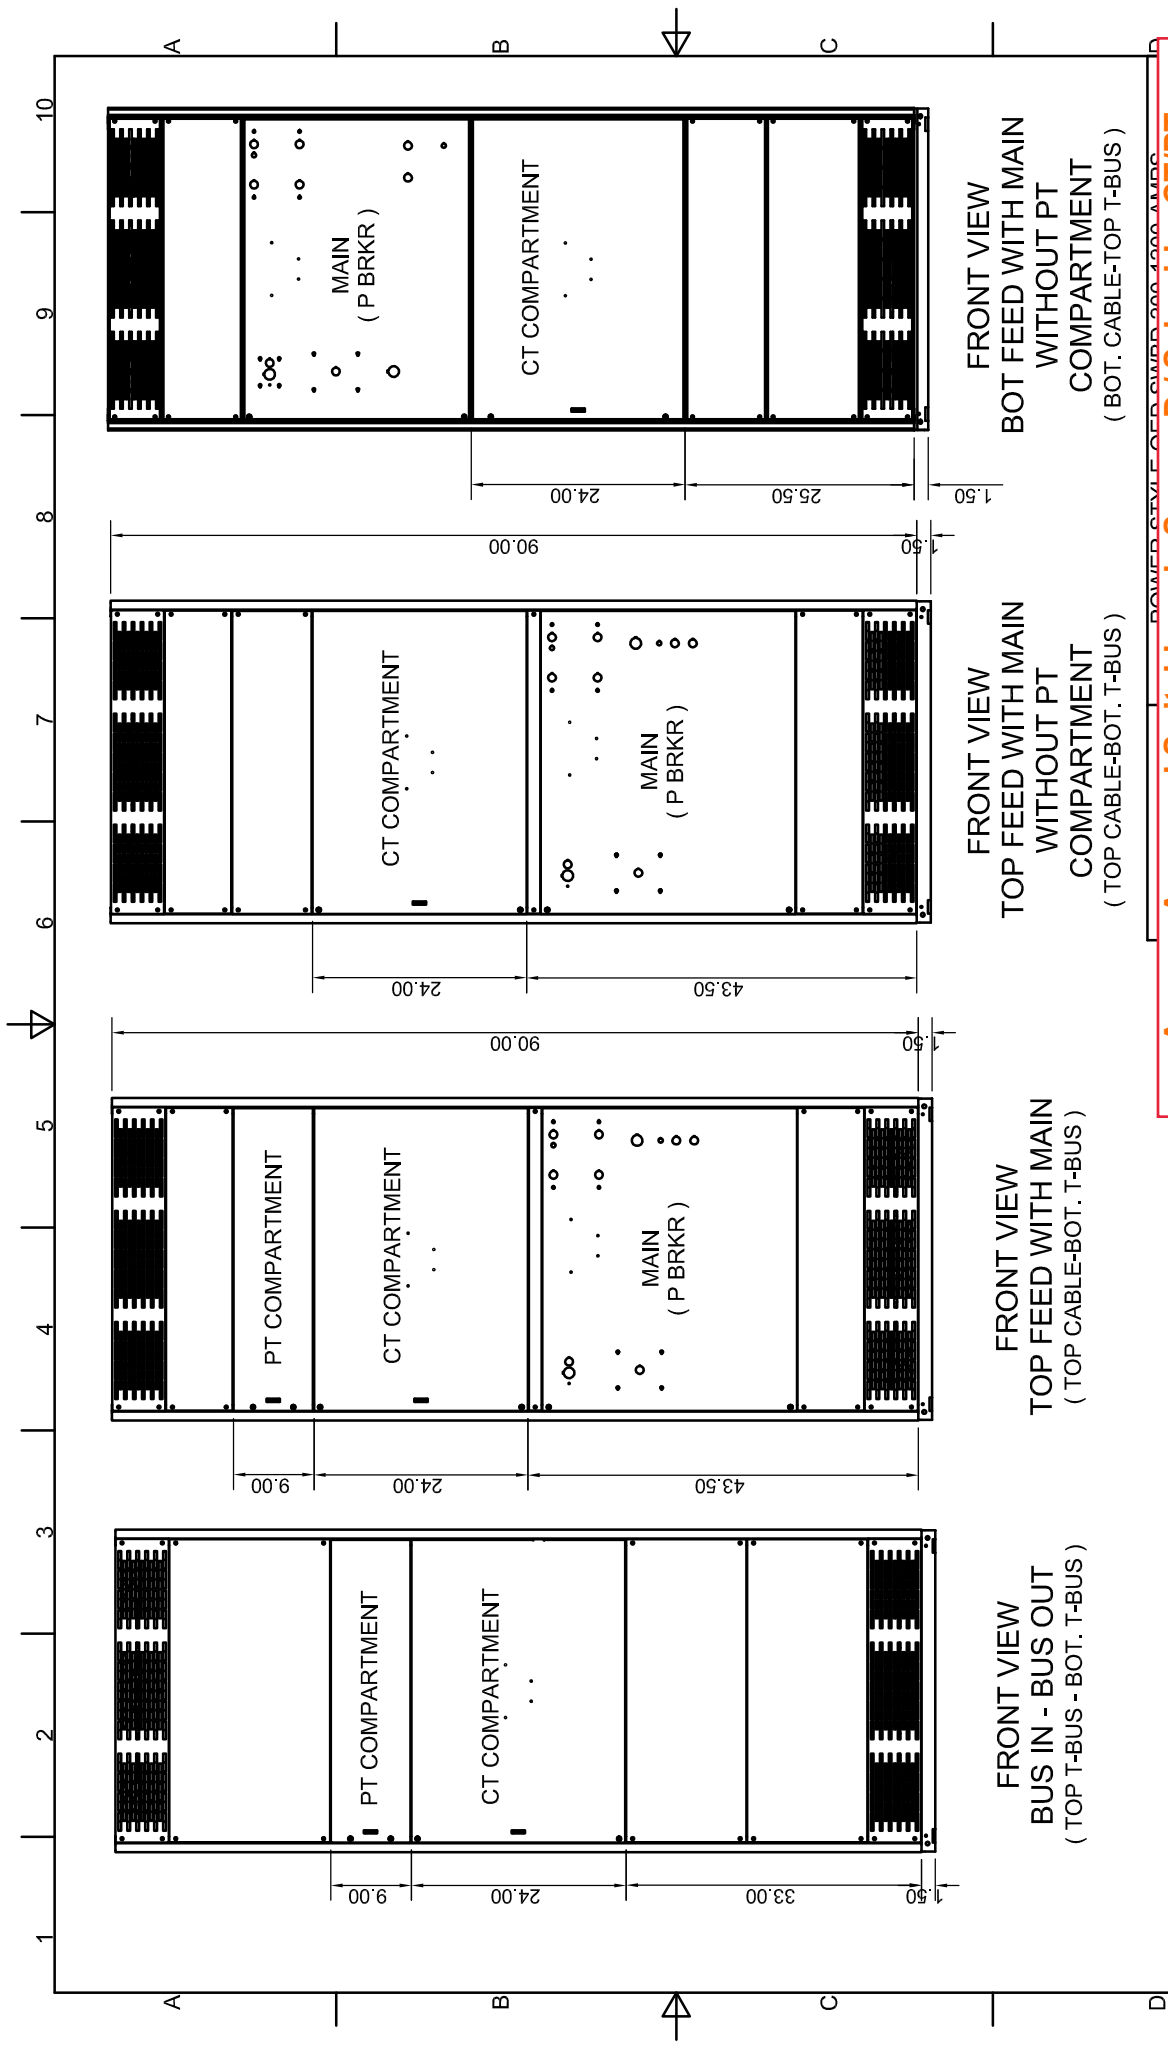 1
2
3
4
5
6
7
8
9
10
A
B
C
D
A
B
C
D
PT COMPARTMENT
CT COMPARTMENT
9.00
24.00
33.00
1.50
FRONT VIEW
BUS IN - BUS OUT
( TOP T-BUS - BOT. T-BUS )
PT COMPARTMENT
CT COMPARTMENT
MAIN
( P BRKR )
9.00
24.00
43.50
90.00
1.50
FRONT VIEW
TOP FEED WITH MAIN
( TOP CABLE-BOT. T-BUS )
CT COMPARTMENT
MAIN
( P BRKR )
24.00
43.50
90.00
1.50
FRONT VIEW
TOP FEED WITH MAIN
WITHOUT PT
COMPARTMENT
( TOP CABLE-BOT. T-BUS )
MAIN
( P BRKR )
CT COMPARTMENT
24.00
25.50
1.50
FRONT VIEW
BOT FEED WITH MAIN
WITHOUT PT
COMPARTMENT
( BOT. CABLE-TOP T-BUS )